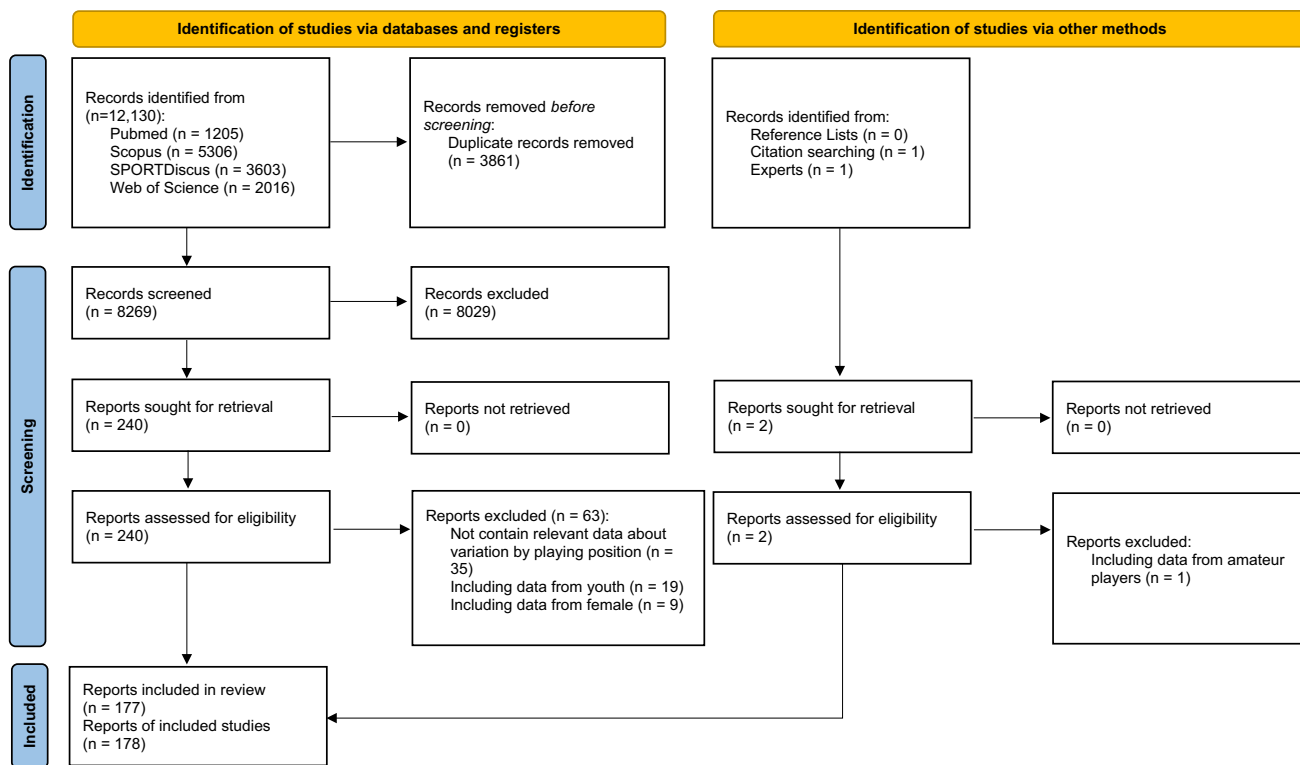 Identification of studies via databases and registers
Identification of studies via other methods
Identification
Records identified from
(n=12,130):
Pubmed (n = 1205)
Scopus (n = 5306)
SPORTDiscus (n = 3603)
Web of Science (n = 2016)
Records removed before
screening:
Duplicate records removed
(n = 3861)
Records identified from:
Reference Lists (n = 0)
Citation searching (n = 1)
Experts (n = 1)
Screening
Records screened
(n = 8269)
Records excluded
(n = 8029)
Reports sought for retrieval
(n = 240)
Reports not retrieved
(n = 0)
Reports sought for retrieval
(n = 2)
Reports not retrieved
(n = 0)
Reports assessed for eligibility
(n = 240)
Reports excluded (n = 63):
Not contain relevant data about
variation by playing position (n =
35)
Including data from youth (n = 19)
Including data from female (n = 9)
Reports assessed for eligibility
(n = 2)
Reports excluded:
Including data from amateur
players (n = 1)
Included
Reports included in review
(n = 177)
Reports of included studies
(n = 178)